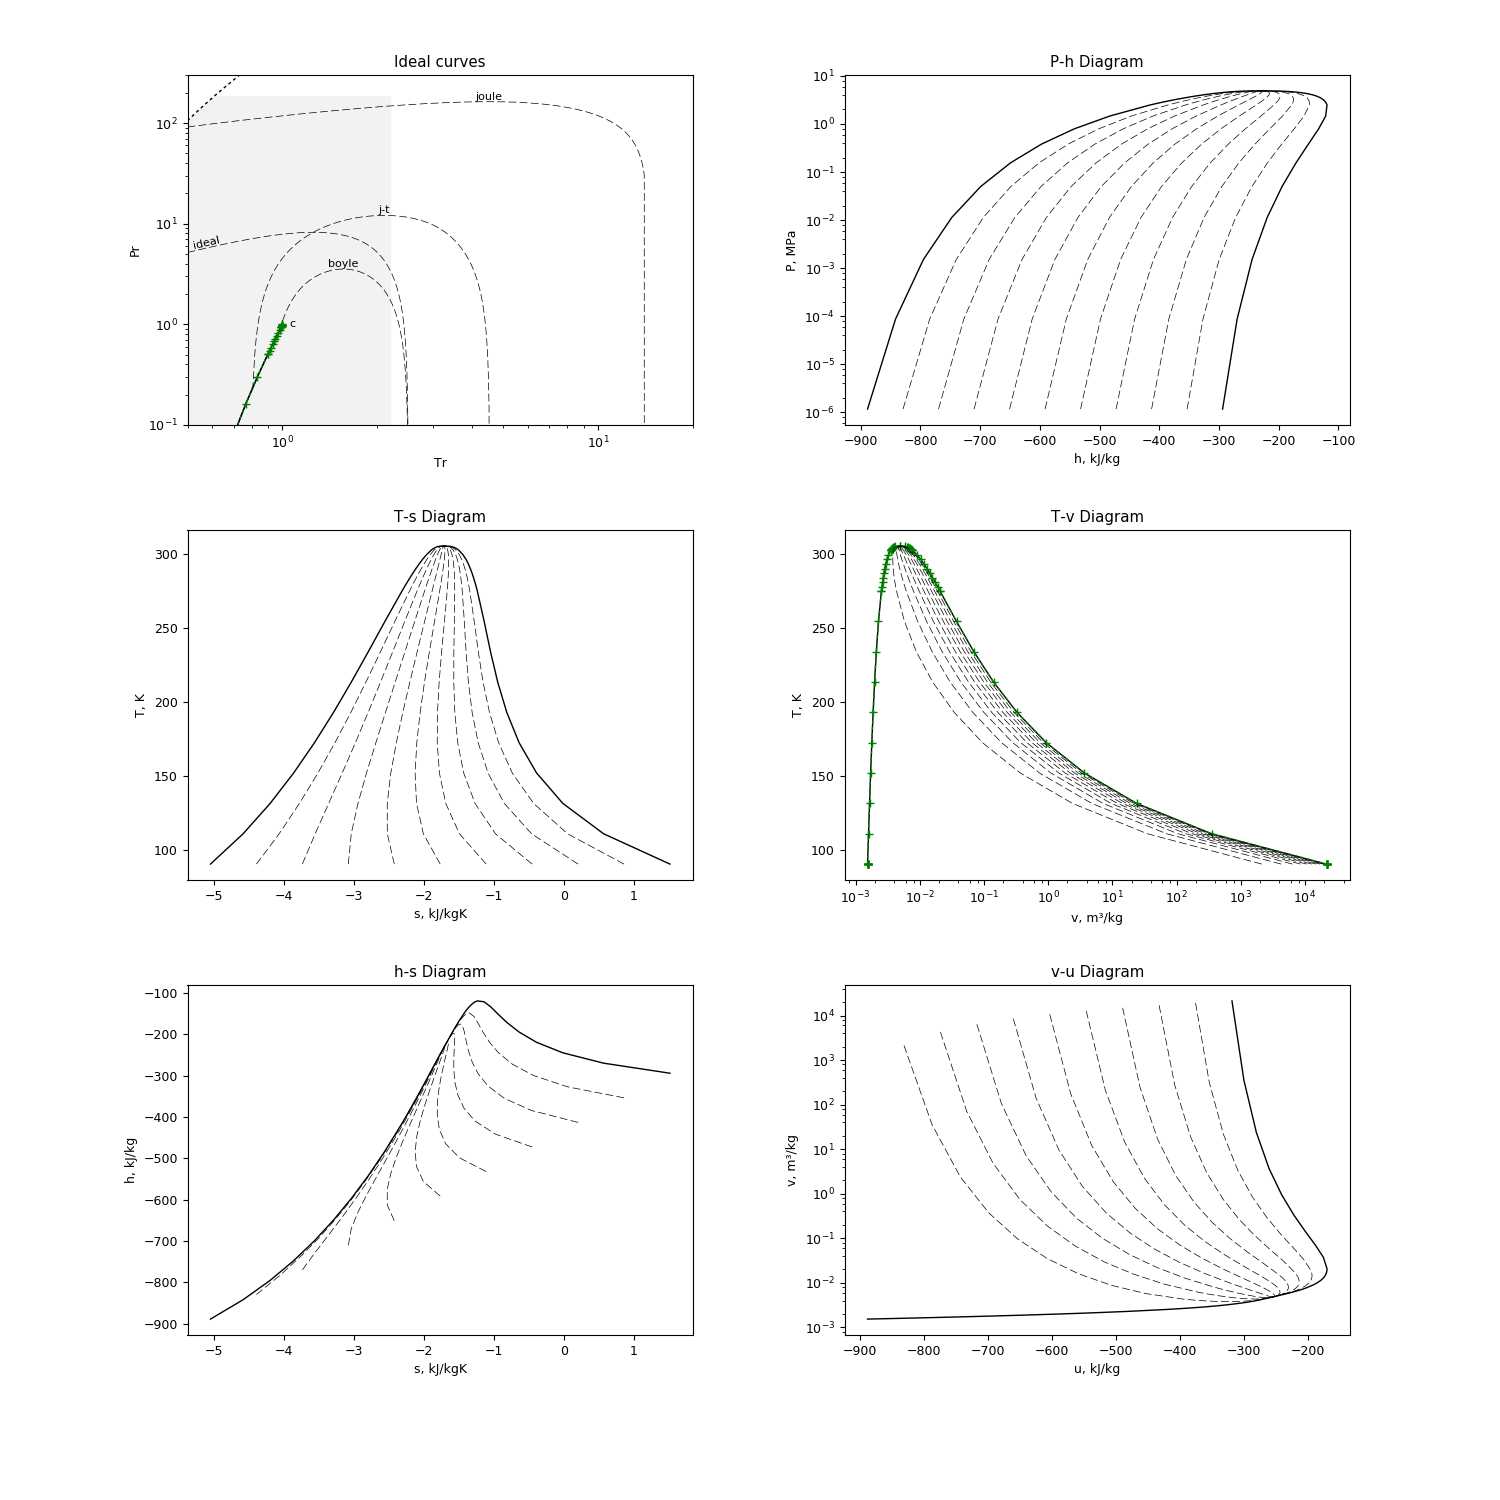 Ideal curves
10²
10¹
10⁰
10⁻¹
Pr
joule
j-t
ideal
boyle
c
10⁰ 10¹
Tr
P-h Diagram
10¹
10⁰
10⁻¹
10⁻²
10⁻³
10⁻⁴
10⁻⁵
10⁻⁶
P, MPa
−900 −800 −700 −600 −500 −400 −300 −200 −100
h, kJ/kg
T-s Diagram
300
250
200
150
100
T, K
−5 −4 −3 −2 −1 0 1
s, kJ/kgK
T-v Diagram
300
250
200
150
100
T, K
10⁻³ 10⁻² 10⁻¹ 10⁰ 10¹ 10² 10³ 10⁴
v, m³/kg
h-s Diagram
−100
−200
−300
−400
−500
−600
−700
−800
−900
h, kJ/kg
−5 −4 −3 −2 −1 0 1
s, kJ/kgK
v-u Diagram
10⁴
10³
10²
10¹
10⁰
10⁻¹
10⁻²
10⁻³
v, m³/kg
−900 −800 −700 −600 −500 −400 −300 −200
u, kJ/kg